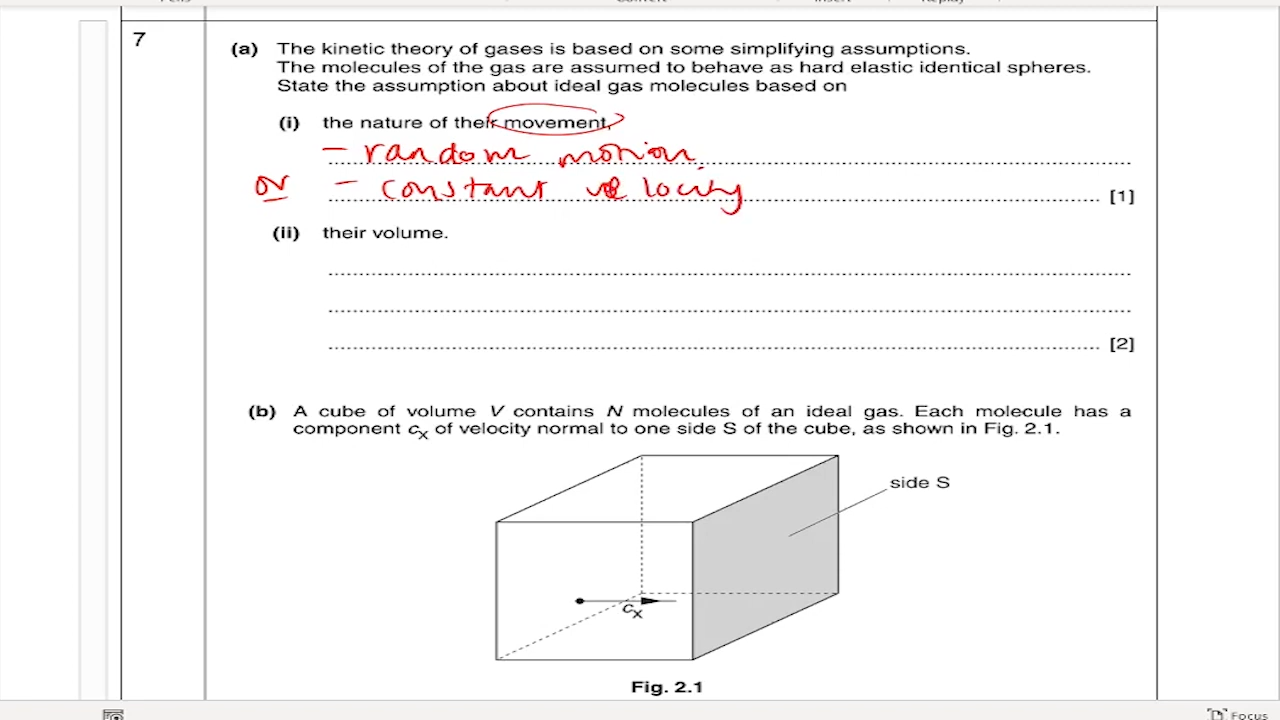 7
(a) The kinetic theory of gases is based on some simplifying assumptions.
The molecules of the gas are assumed to behave as hard elastic identical spheres.
State the assumption about ideal gas molecules based on
(i) the nature of their movement,
- random motion.
or - constant velocity
[1]
(ii) their volume.
[2]
(b) A cube of volume V contains N molecules of an ideal gas. Each molecule has a
component cx of velocity normal to one side S of the cube, as shown in Fig. 2.1.
side S
cx
Fig. 2.1
Focus